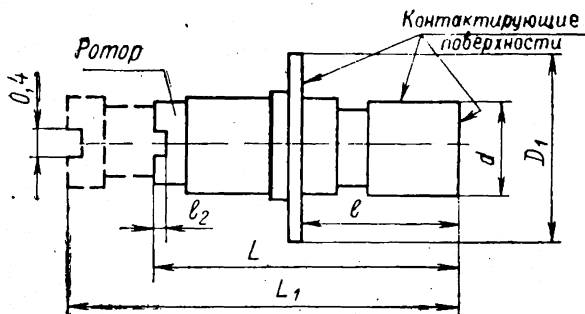 Контактирующие
поверхности
Ротор
0,4
d
D1
l2
l
L
L1